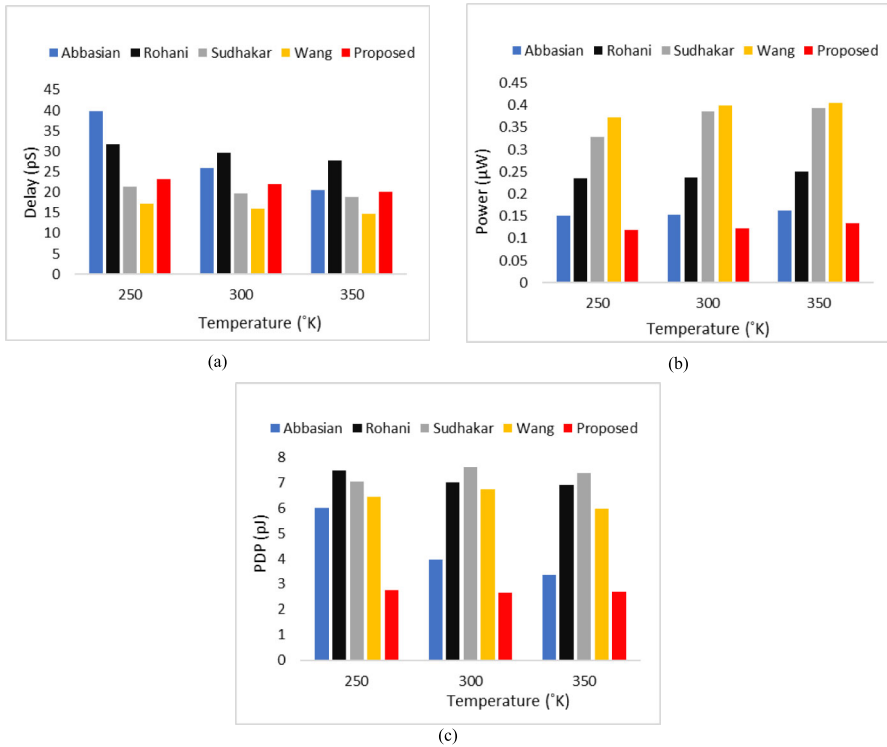 Abbasian Rohani Sudhakar Wang Proposed
45
40
35
30
25
20
15
10
5
0
Delay (pS)
250 300 350
Temperature (˚K)
(a)
Abbasian Rohani Sudhakar Wang Proposed
0.45
0.4
0.35
0.3
0.25
0.2
0.15
0.1
0.05
0
Power (μW)
250 300 350
Temperature (˚K)
(b)
Abbasian Rohani Sudhakar Wang Proposed
8
7
6
5
4
3
2
1
0
PDP (pJ)
250 300 350
Temperature (˚K)
(c)